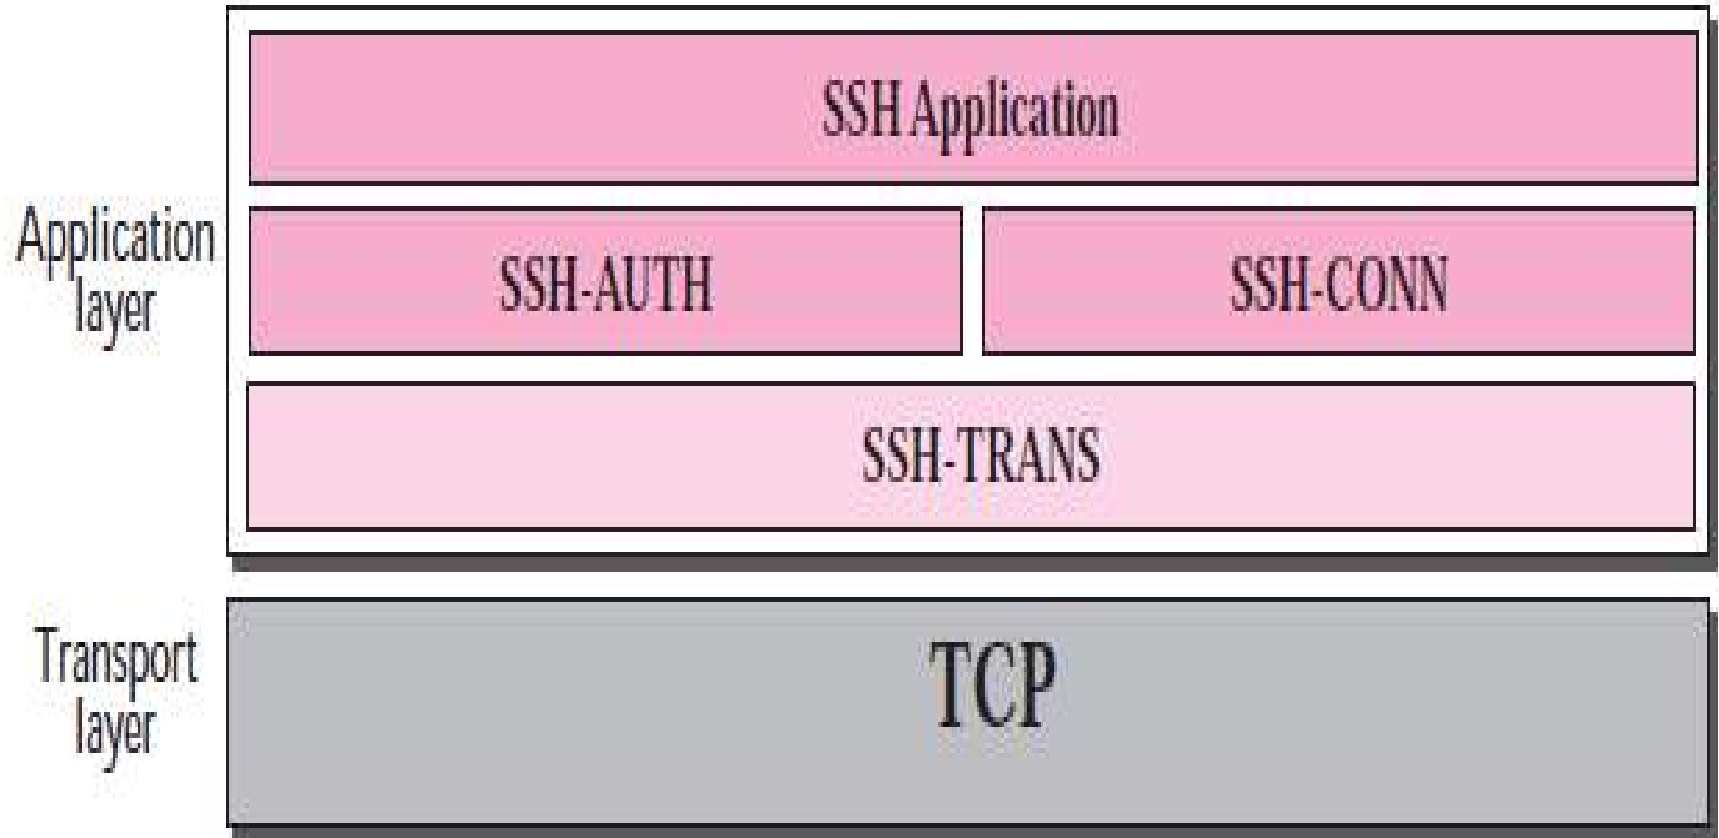 SSH Application
Application
layer
SSH-AUTH
SSH-CONN
SSH-TRANS
Transport
layer
TCP